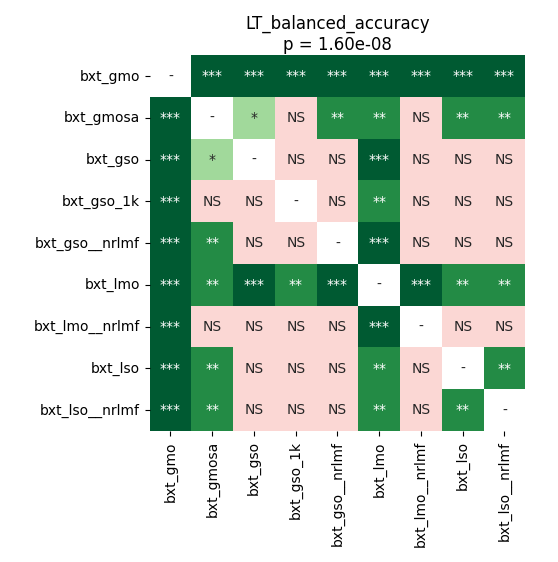 LT_balanced_accuracy
p = 1.60e-08
bxt_gmo - *** *** *** *** *** *** *** ***
bxt_gmosa *** - * NS ** ** NS ** **
bxt_gso *** * - NS NS *** NS NS NS
bxt_gso_1k *** NS NS - NS ** NS NS NS
bxt_gso__nrlmf *** ** NS NS - *** NS NS NS
bxt_lmo *** ** *** ** *** - *** ** **
bxt_lmo__nrlmf *** NS NS NS NS *** - NS NS
bxt_lso *** ** NS NS NS ** NS - **
bxt_lso__nrlmf *** ** NS NS NS ** NS ** -
bxt_gmo
bxt_gmosa
bxt_gso
bxt_gso_1k
bxt_gso__nrlmf
bxt_lmo
bxt_lmo__nrlmf
bxt_lso
bxt_lso__nrlmf